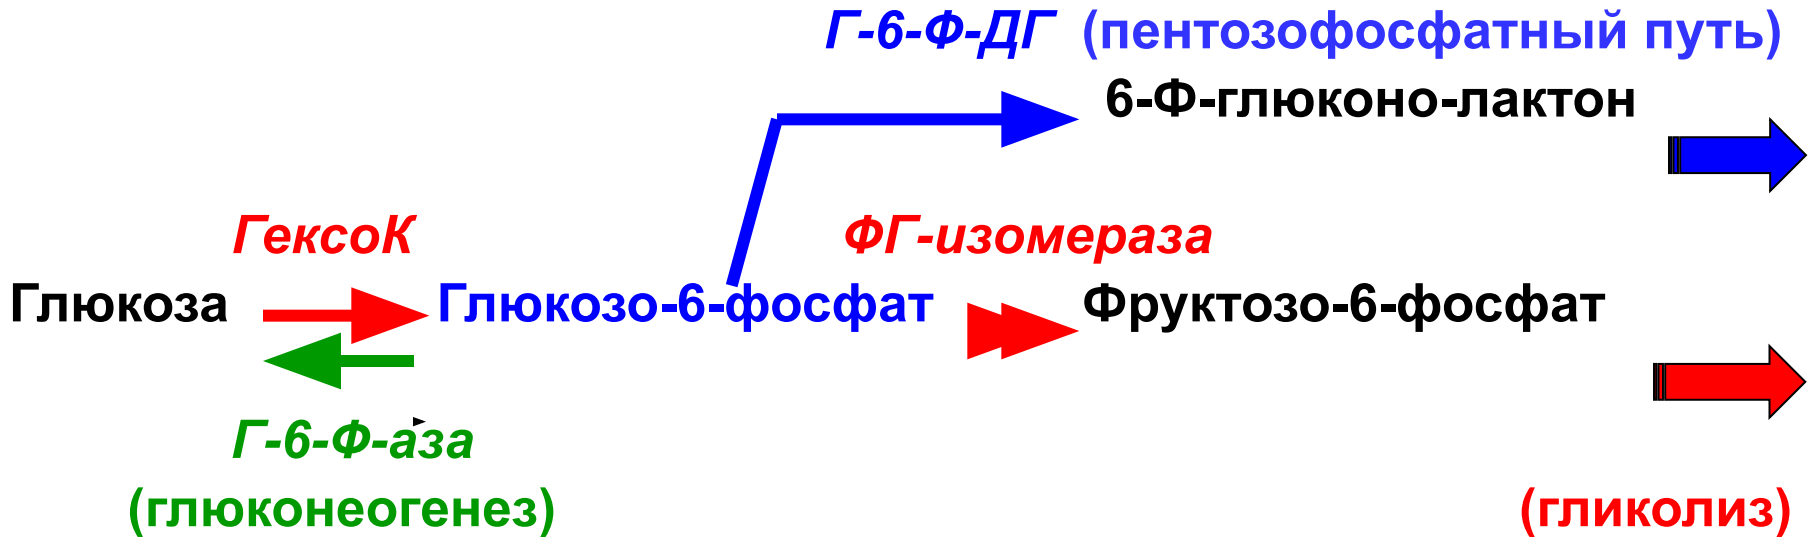 Г-6-Ф-ДГ (пентозофосфатный путь)
6-Ф-глюконо-лактон
ГексоК ФГ-изомераза
Глюкоза Глюкозо-6-фосфат Фруктозо-6-фосфат
Г-6-Ф-аза
(глюконеогенез) (гликолиз)